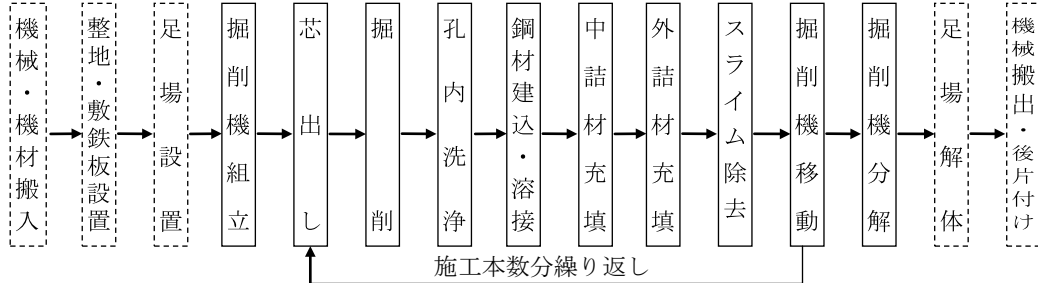 機械・機材搬入
整地・敷鉄板設置
足場設置
掘削機組立
芯出し
掘削
孔内洗浄
鋼材建込・溶接
中詰材充填
外詰材充填
スライム除去
掘削機移動
掘削機分解
足場解体
機械搬出・後片付け
施工本数分繰り返し